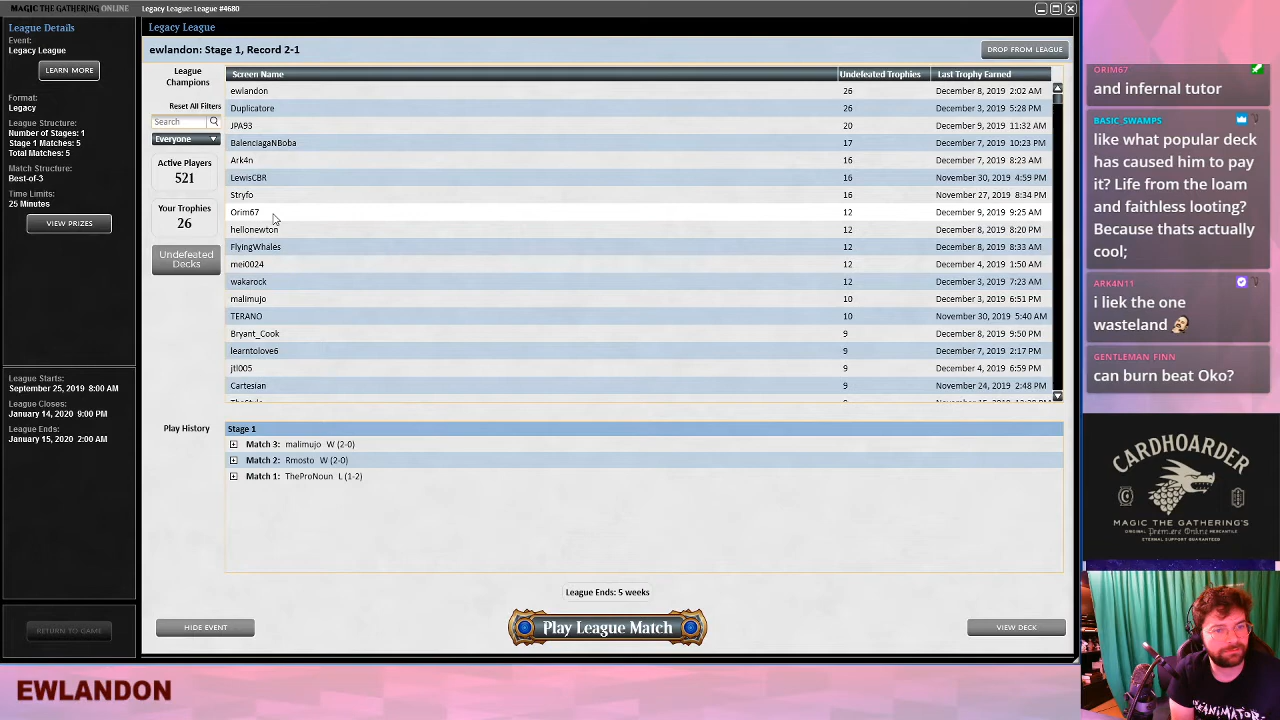 MAGIC THE GATHERING ONLINE
Legacy League: League #4680
League Details
Event:
Legacy League
LEARN MORE
Format:
Legacy
League Structure:
Number of Stages: 1
Stage 1 Matches: 5
Total Matches: 5
Match Structure:
Best-of-3
Time Limits:
25 Minutes
VIEW PRIZES
League Starts:
September 25, 2019 8:00 AM
League Closes:
January 14, 2020 9:00 PM
League Ends:
January 15, 2020 2:00 AM
RETURN TO GAME
Legacy League
ewlandon: Stage 1, Record 2-1
DROP FROM LEAGUE
League
Champions
Reset All Filters
Search
Everyone
Active Players
521
Your Trophies
26
Undefeated
Decks
Screen Name Undefeated Trophies Last Trophy Earned
ewlandon 26 December 8, 2019 2:02 AM
Duplicatore 26 December 3, 2019 5:28 PM
JPA93 20 December 9, 2019 11:32 AM
BalenciagaNBoba 17 December 7, 2019 10:23 PM
Ark4n 16 December 7, 2019 8:23 AM
LewisCBR 16 November 30, 2019 4:59 PM
Stryfo 16 November 27, 2019 8:34 PM
Orim67 12 December 9, 2019 9:25 AM
hellonewton 12 December 8, 2019 8:20 PM
FlyingWhales 12 December 8, 2019 8:33 AM
mei0024 12 December 4, 2019 1:50 AM
wakarock 12 December 3, 2019 7:23 AM
malimujo 10 December 3, 2019 6:51 PM
TERANO 10 November 30, 2019 5:40 AM
Bryant_Cook 9 December 8, 2019 9:50 PM
learntolove6 9 December 7, 2019 2:17 PM
jtl005 9 December 4, 2019 6:59 PM
Cartesian 9 November 24, 2019 2:48 PM
Play History
Stage 1
Match 3: malimujo W (2-0)
Match 2: Rmosto W (2-0)
Match 1: TheProNoun L (1-2)
League Ends: 5 weeks
HIDE EVENT
Play League Match
VIEW DECK
ORIM67
and infernal tutor
BASIC_SWAMPS
like what popular deck
has caused him to pay
it? Life from the loam
and faithless looting?
Because thats actually
cool;
ARK4N11
i liek the one
wasteland
GENTLEMAN_FINN
can burn beat Oko?
CARDHOARDER
MAGIC THE GATHERING'S
ORIGINAL Premiere Online MERCANTILE
ETERNAL SUPPORT GUARANTEED
EWLANDON